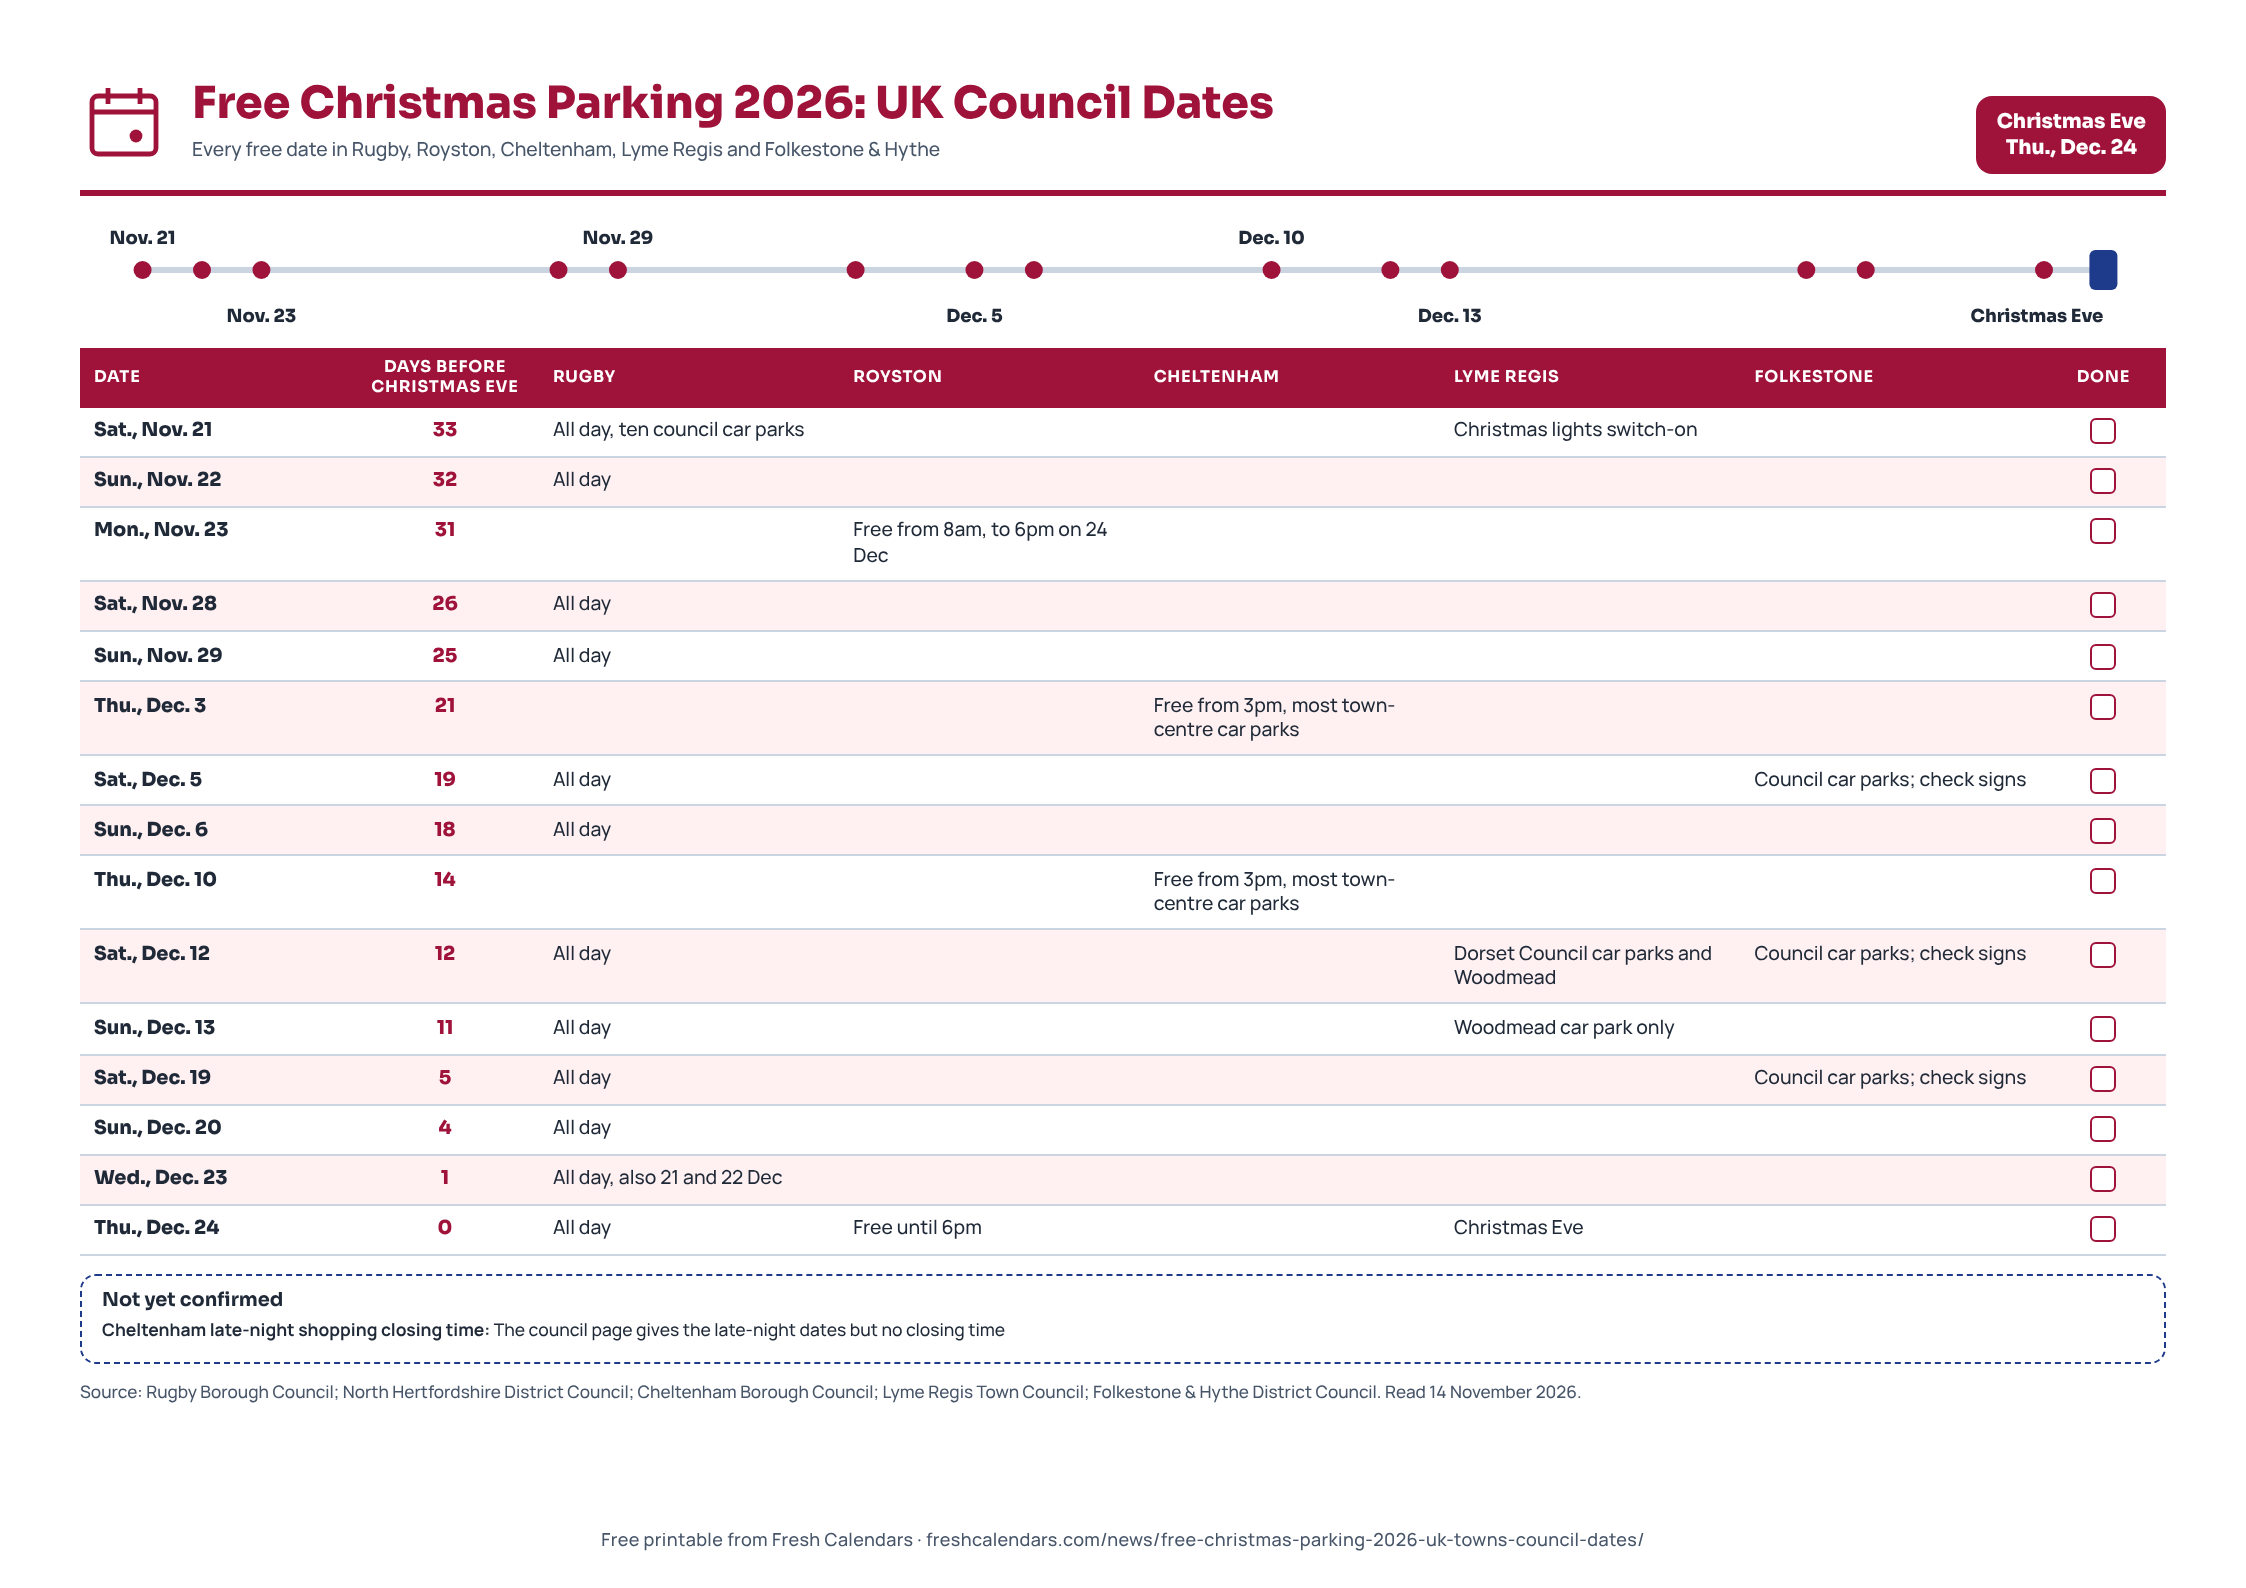 Free Christmas Parking 2026: UK Council Dates
Every free date in Rugby, Royston, Cheltenham, Lyme Regis and Folkestone & Hythe
Christmas Eve
Thu., Dec. 24
Nov. 21
Nov. 29
Dec. 10
Nov. 23
Dec. 5
Dec. 13
Christmas Eve
DATE DAYS BEFORE CHRISTMAS EVE RUGBY ROYSTON CHELTENHAM LYME REGIS FOLKESTONE DONE
Sat., Nov. 21 33 All day, ten council car parks Christmas lights switch-on
Sun., Nov. 22 32 All day
Mon., Nov. 23 31 Free from 8am, to 6pm on 24
Dec
Sat., Nov. 28 26 All day
Sun., Nov. 29 25 All day
Thu., Dec. 3 21 Free from 3pm, most town-
centre car parks
Sat., Dec. 5 19 All day Council car parks; check signs
Sun., Dec. 6 18 All day
Thu., Dec. 10 14 Free from 3pm, most town-
centre car parks
Sat., Dec. 12 12 All day Dorset Council car parks and Council car parks; check signs
Woodmead
Sun., Dec. 13 11 All day Woodmead car park only
Sat., Dec. 19 5 All day Council car parks; check signs
Sun., Dec. 20 4 All day
Wed., Dec. 23 1 All day, also 21 and 22 Dec
Thu., Dec. 24 0 All day Free until 6pm Christmas Eve
Not yet confirmed
Cheltenham late-night shopping closing time: The council page gives the late-night dates but no closing time
Source: Rugby Borough Council; North Hertfordshire District Council; Cheltenham Borough Council; Lyme Regis Town Council; Folkestone & Hythe District Council. Read 14 November 2026.
Free printable from Fresh Calendars · freshcalendars.com/news/free-christmas-parking-2026-uk-towns-council-dates/